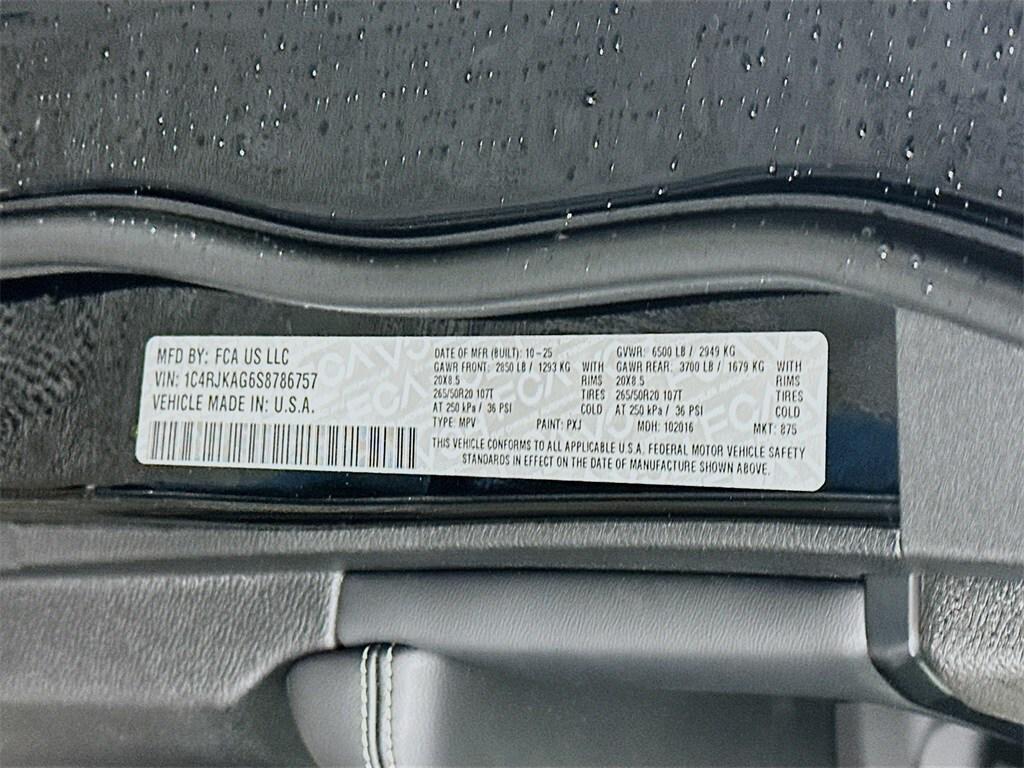 MFD BY: FCA US LLC
VIN: 1C4RJKAG6S8786757
VEHICLE MADE IN: U.S.A.
DATE OF MFR (BUILT): 10-25 GVWR: 6500 LB / 2949 KG
GAWR FRONT: 2850 LB / 1293 KG WITH GAWR REAR: 3700 LB / 1679 KG WITH
20X8.5 RIMS 20X8.5 RIMS
265/50R20 107T TIRES 265/50R20 107T TIRES
AT 250 kPa / 36 PSI COLD AT 250 kPa / 36 PSI COLD
TYPE: MPV PAINT: PXJ MDH: 102016 MKT: 875
THIS VEHICLE CONFORMS TO ALL APPLICABLE U.S.A. FEDERAL MOTOR VEHICLE SAFETY
STANDARDS IN EFFECT ON THE DATE OF MANUFACTURE SHOWN ABOVE.